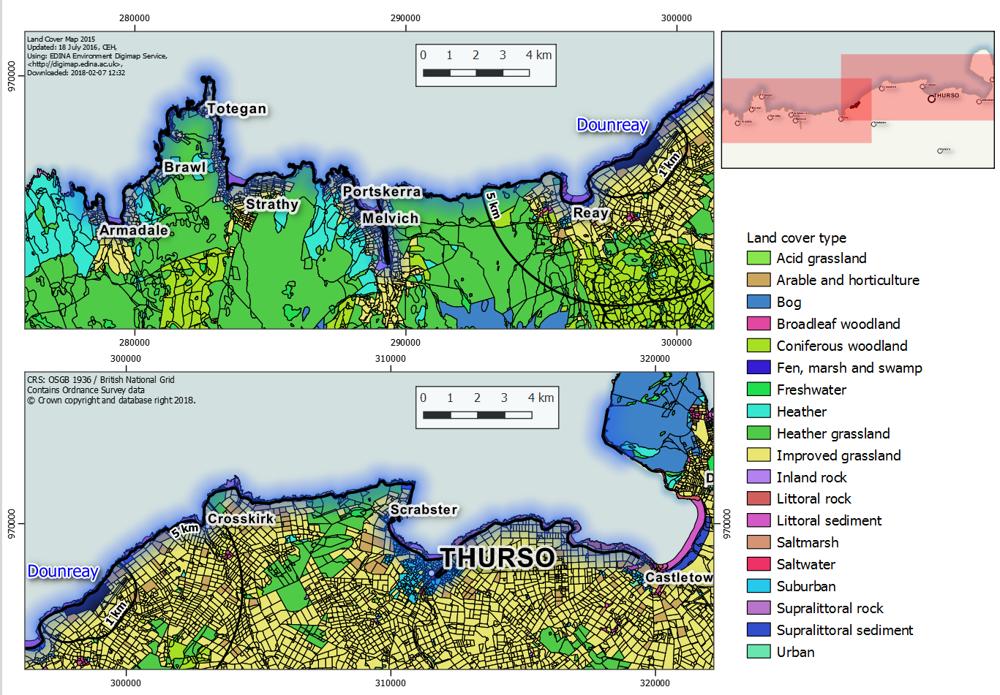 280000
290000
300000
Land Cover Map 2015
Updated: 18 July 2016, CEH,
Using: EDINA Environment Digimap Service,
<http://digimap.edina.ac.uk>,
Downloaded: 2018-02-07 12:32
0 1 2 3 4 km
970000
Totegan
Dounreay
Brawl
1 km
Portskerra
Strathy
5 km
Melvich
Reay
Armadale
280000
290000
300000
THURSO
Land cover type
Acid grassland
Arable and horticulture
Bog
Broadleaf woodland
Coniferous woodland
Fen, marsh and swamp
Freshwater
Heather
Heather grassland
Improved grassland
Inland rock
Littoral rock
Littoral sediment
Saltmarsh
Saltwater
Suburban
Supralittoral rock
Supralittoral sediment
Urban
300000
310000
320000
CRS: OSGB 1936 / British National Grid
Contains Ordnance Survey data
© Crown copyright and database right 2018.
0 1 2 3 4 km
D
Scrabster
Crosskirk
970000
970000
5 km
THURSO
Dounreay
Castletow
1 km
300000
310000
320000